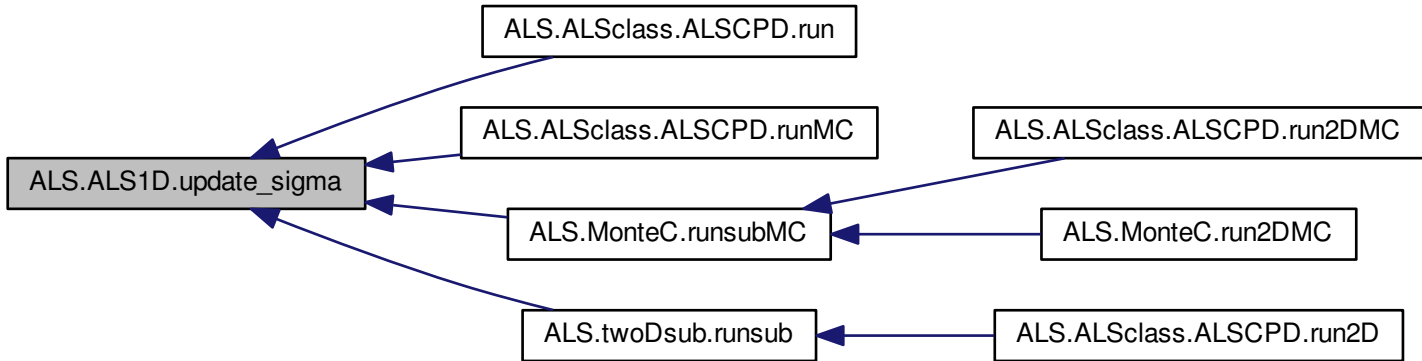 ALS.ALSclass.ALSCPD.run
ALS.ALSclass.ALSCPD.runMC
ALS.ALSclass.ALSCPD.run2DMC
ALS.ALS1D.update_sigma
ALS.MonteC.runsubMC
ALS.MonteC.run2DMC
ALS.twoDsub.runsub
ALS.ALSclass.ALSCPD.run2D